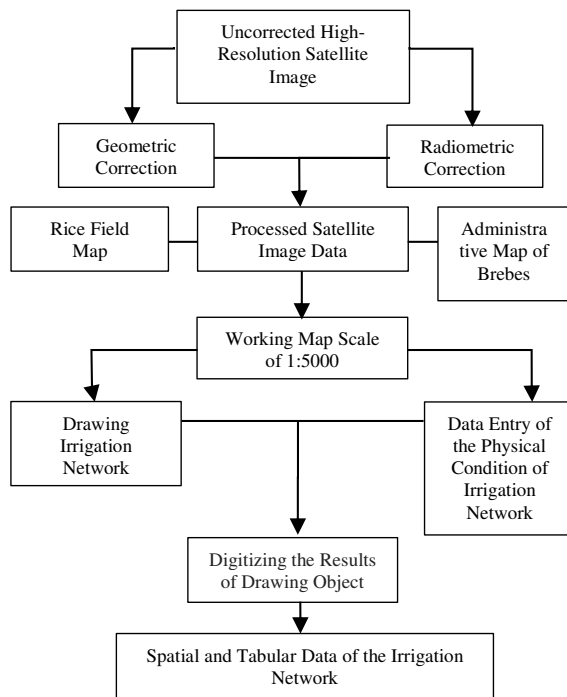 Uncorrected High-
Resolution Satellite
Image
Geometric
Correction
Radiometric
Correction
Rice Field
Map
Processed Satellite
Image Data
Administra
tive Map of
Brebes
Working Map Scale
of 1:5000
Drawing
Irrigation
Network
Data Entry of
the Physical
Condition of
Irrigation
Network
Digitizing the Results
of Drawing Object
Spatial and Tabular Data of the Irrigation
Network